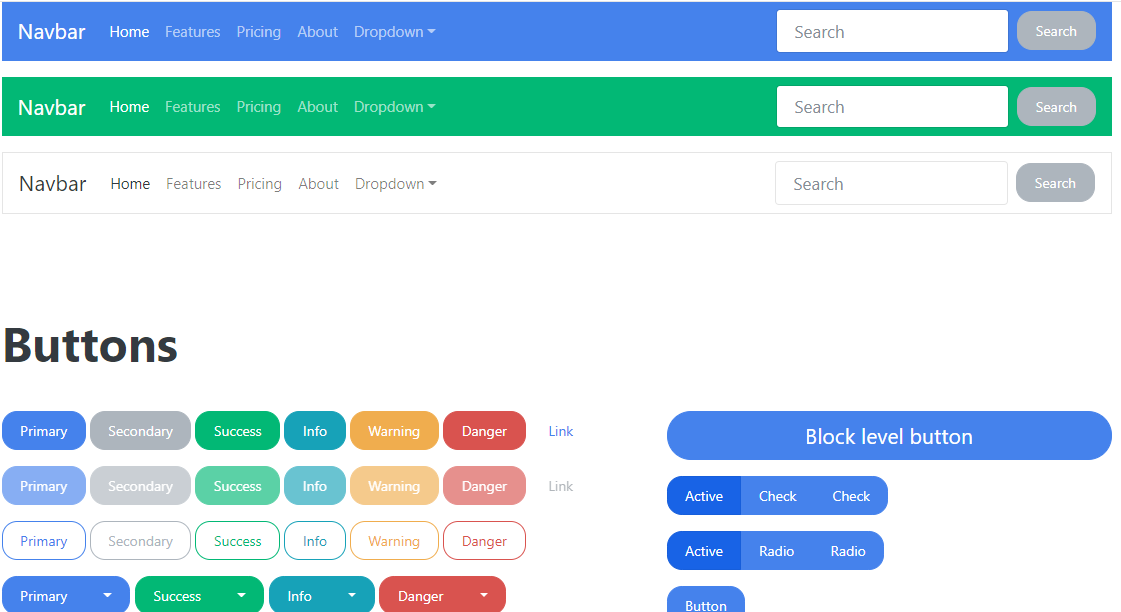 Navbar Home Features Pricing About Dropdown Search Search
Navbar Home Features Pricing About Dropdown Search Search
Navbar Home Features Pricing About Dropdown Search Search
Buttons
Primary Secondary Success Info Warning Danger Link
Block level button
Primary Secondary Success Info Warning Danger Link
Active Check Check
Primary Secondary Success Info Warning Danger
Active Radio Radio
Primary Success Info Danger
Button